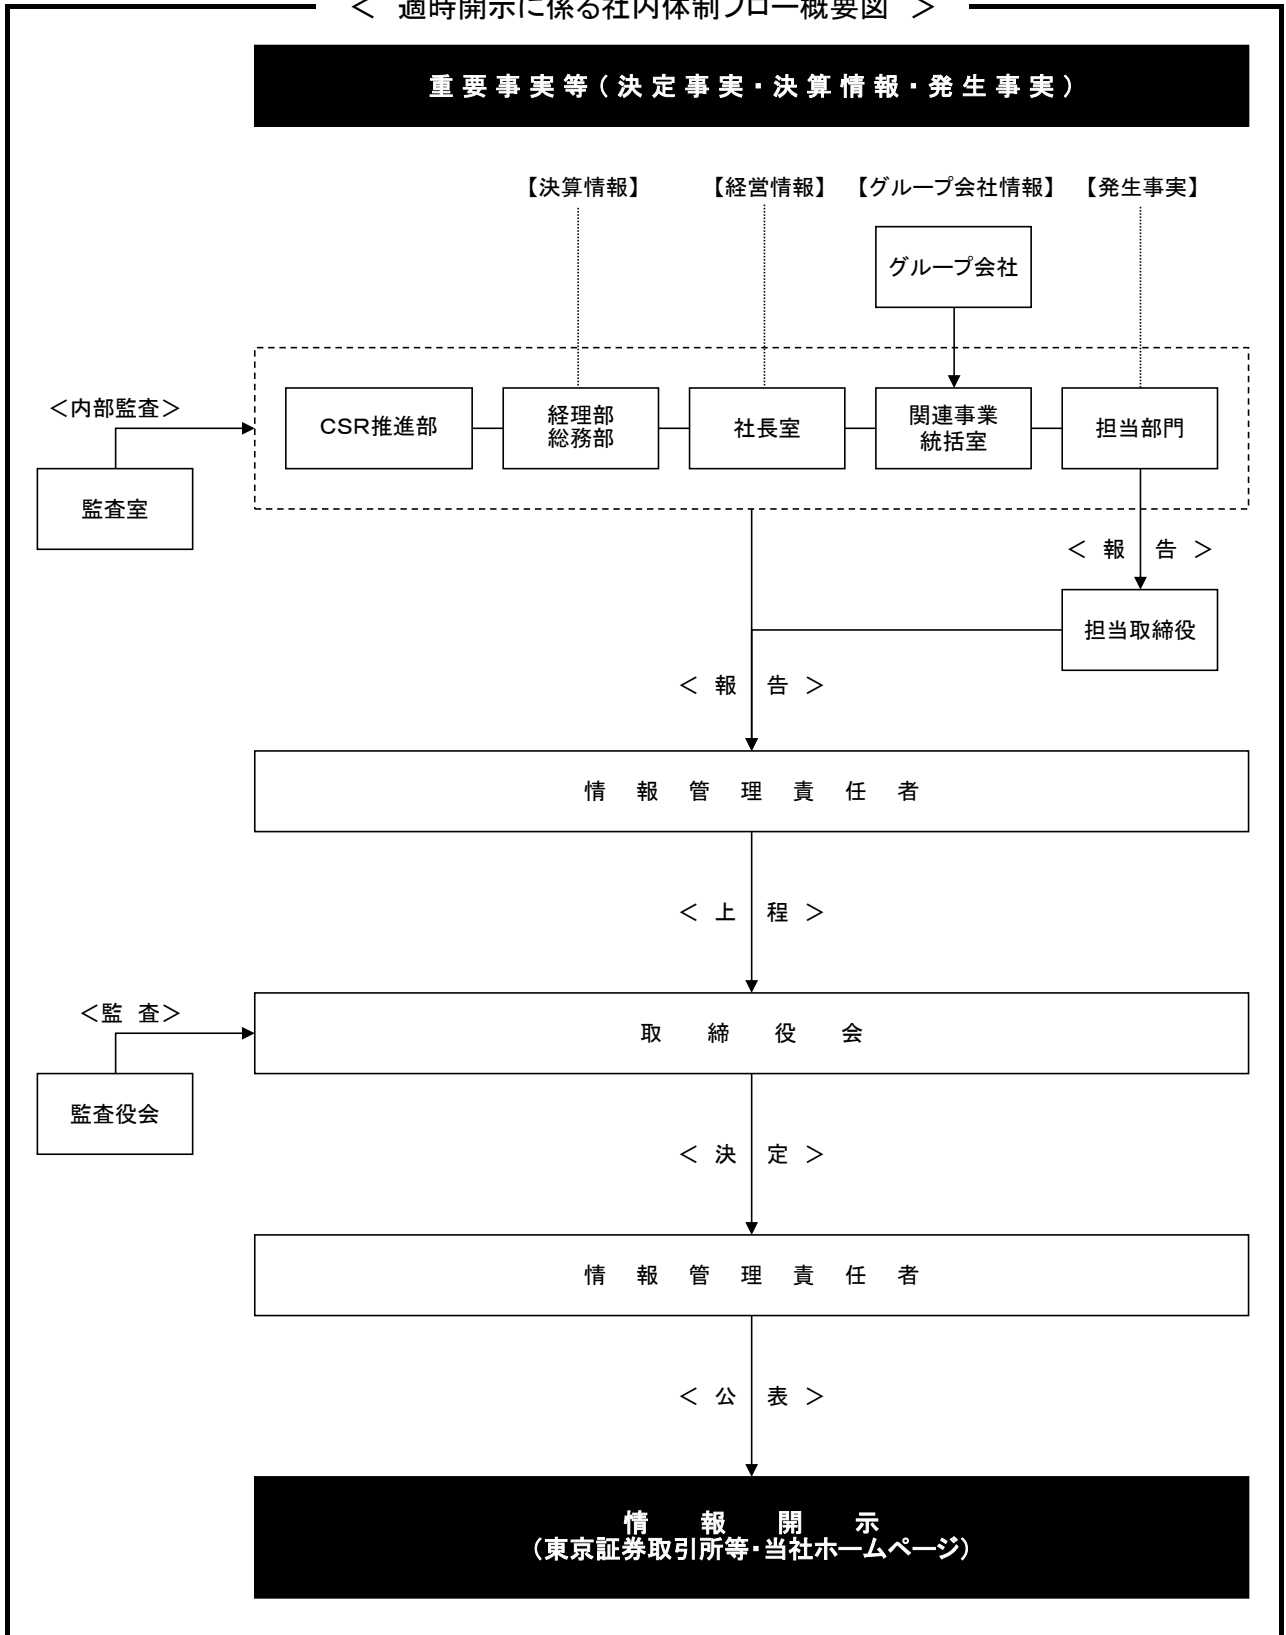 ＜　適時開示に係る社内体制フロー概要図　＞
重要事実等（決定事実・決算情報・発生事実）
【決算情報】
【経営情報】
【グループ会社情報】
【発生事実】
グループ会社
＜内部監査＞
CSR推進部
経理部
総務部
社長室
関連事業
統括室
担当部門
監査室
＜　報　告　＞
担当取締役
＜　報　告　＞
情　報　管　理　責　任　者
＜　上　程　＞
＜監　査＞
取　締　役　会
監査役会
＜　決　定　＞
情　報　管　理　責　任　者
＜　公　表　＞
情　報　開　示
（東京証券取引所等・当社ホームページ）